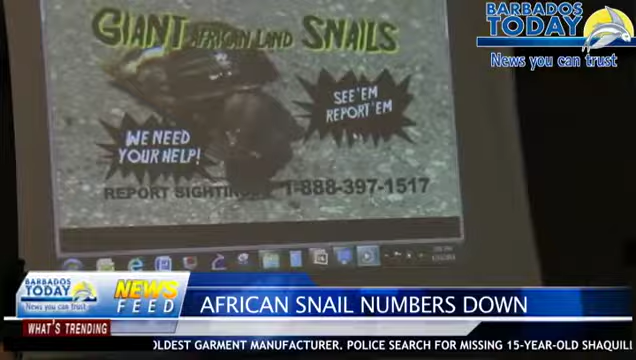 GIANT AFRICAN LAND SNAILS
BARBADOS
TODAY
News you can trust
SEE 'EM
REPORT 'EM
WE NEED
YOUR HELP!
REPORT 1-888-397-1517
BARBADOS
TODAY
News you can trust
NEWS
FEED
AFRICAN SNAIL NUMBERS DOWN
WHAT'S TRENDING
OLDEST GARMENT MANUFACTURER. POLICE SEARCH FOR MISSING 15-YEAR-OLD SHAQUIL